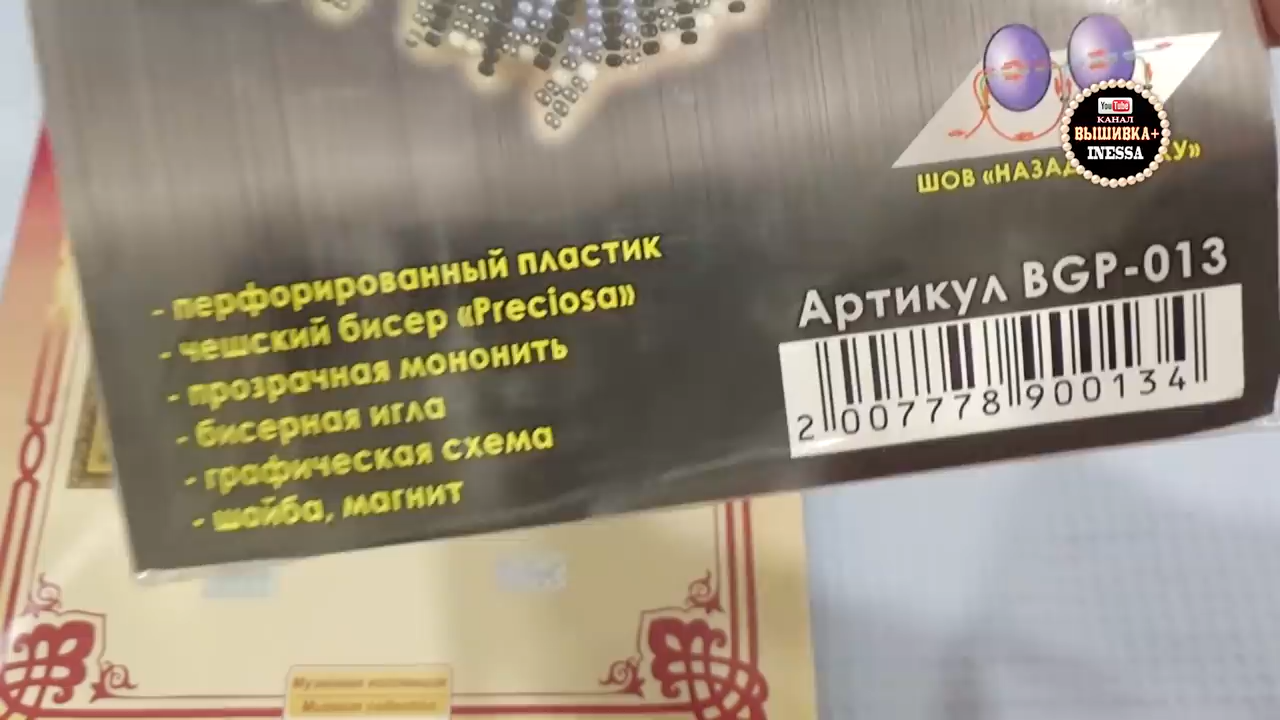 YouTube
КАНАЛ
ВЫШИВКА+
INESSA
ШОВ «НАЗАД
- перфорированный пластик
- чешский бисер «Preciosa»
- прозрачная мононить
- бисерная игла
- графическая схема
- шайба, магнит
Артикул BGP-013
2 007778 900134